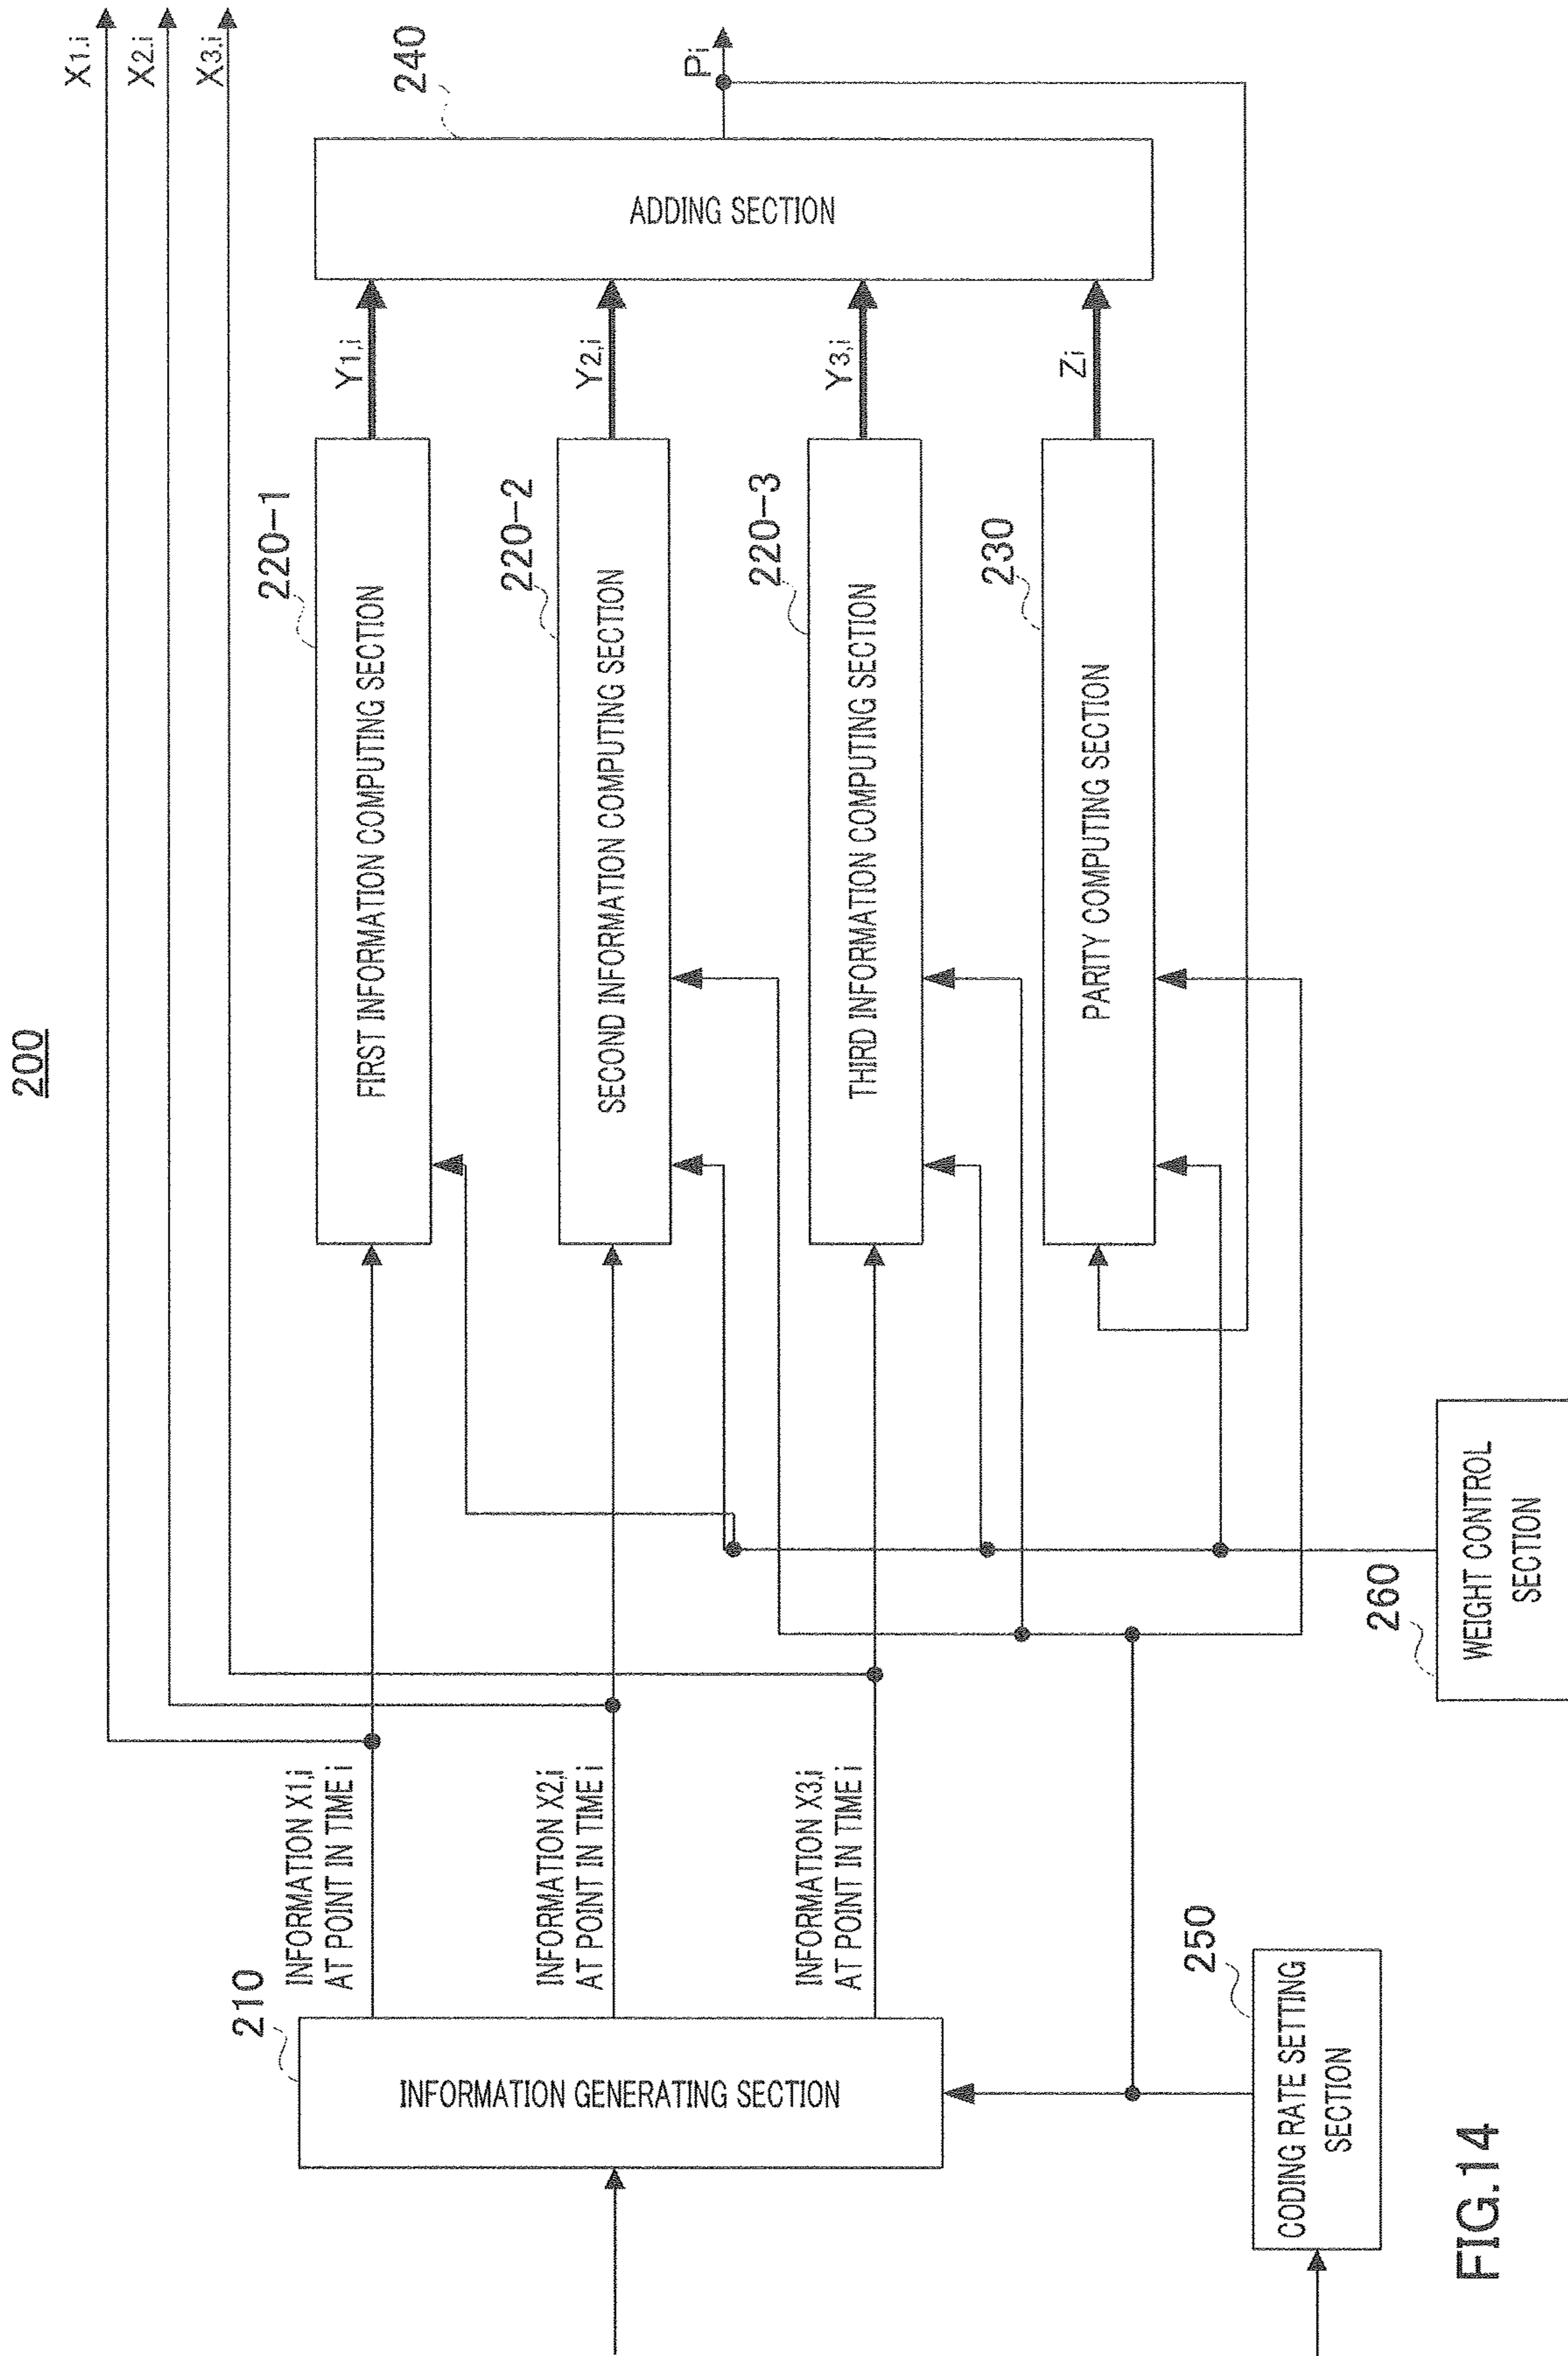 200
X1,i
X2,i
X3,i
210
INFORMATION GENERATING SECTION
INFORMATION X1,i
AT POINT IN TIME i
INFORMATION X2,i
AT POINT IN TIME i
INFORMATION X3,i
AT POINT IN TIME i
220-1
FIRST INFORMATION COMPUTING SECTION
Y1,i
220-2
SECOND INFORMATION COMPUTING SECTION
Y2,i
220-3
THIRD INFORMATION COMPUTING SECTION
Y3,i
230
PARITY COMPUTING SECTION
Zi
240
ADDING SECTION
Pi
250
CODING RATE SETTING
SECTION
260
WEIGHT CONTROL
SECTION
FIG.14